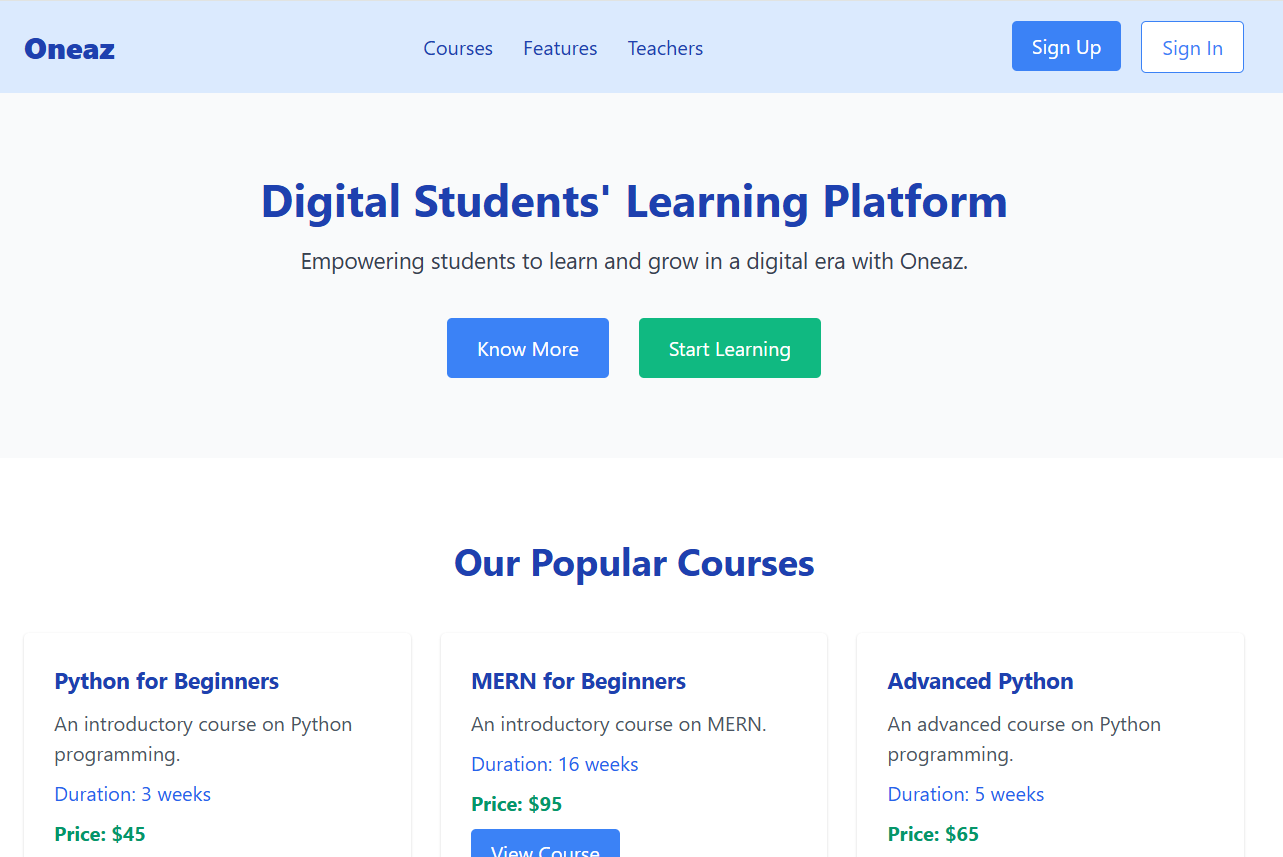 Oneaz
Courses Features Teachers
Sign Up Sign In
Digital Students' Learning Platform
Empowering students to learn and grow in a digital era with Oneaz.
Know More Start Learning
Our Popular Courses
Python for Beginners
An introductory course on Python
programming.
Duration: 3 weeks
Price: $45
MERN for Beginners
An introductory course on MERN.
Duration: 16 weeks
Price: $95
View Course
Advanced Python
An advanced course on Python
programming.
Duration: 5 weeks
Price: $65